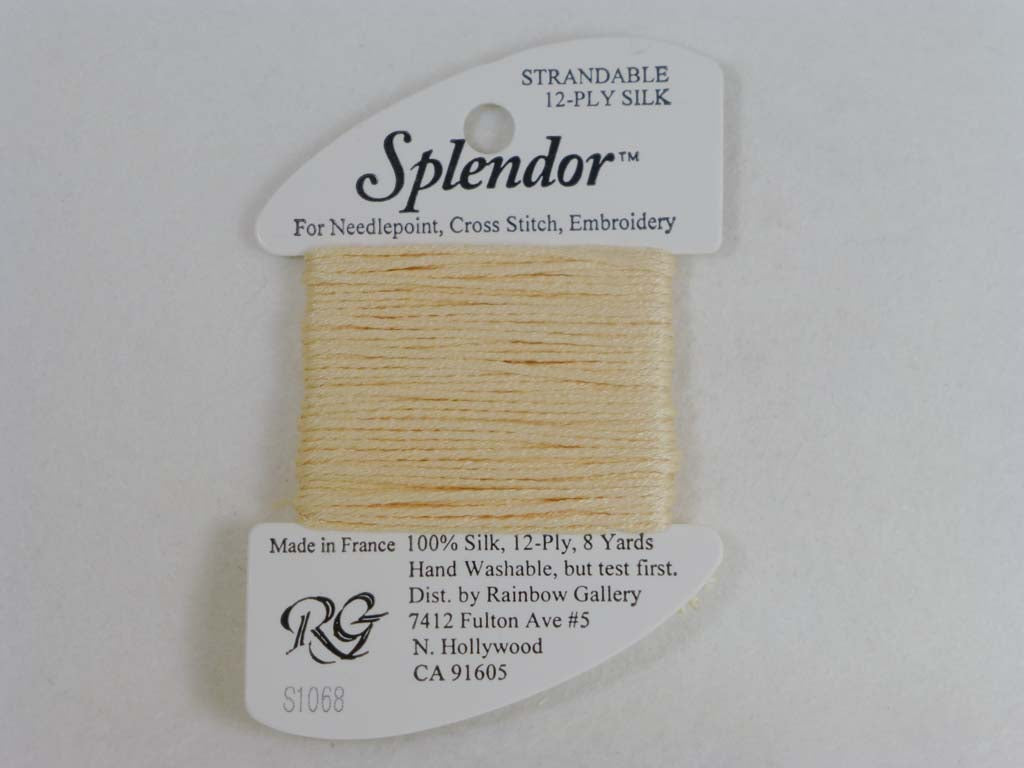 STRANDABLE
12-PLY SILK
Splendor™
For Needlepoint, Cross Stitch, Embroidery
Made in France 100% Silk, 12-Ply, 8 Yards
Hand Washable, but test first.
Dist. by Rainbow Gallery
7412 Fulton Ave #5
N. Hollywood
CA 91605
RG
S1068